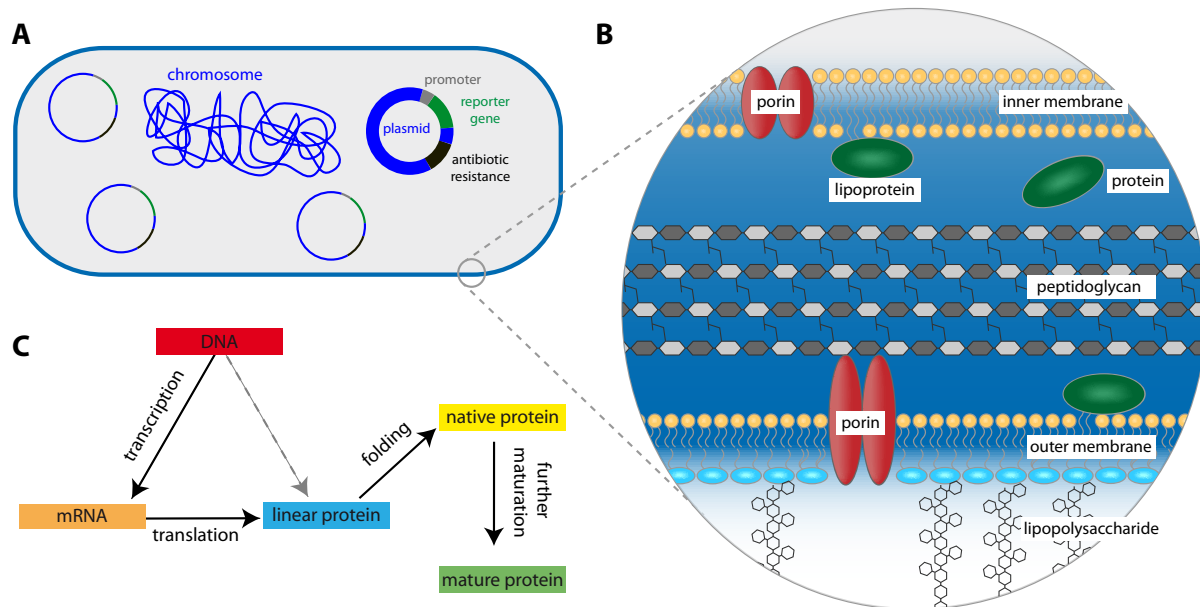 A
chromosome
promoter
reporter
gene
plasmid
antibiotic
resistance
B
porin
inner membrane
lipoprotein
protein
peptidoglycan
porin
outer membrane
lipopolysaccharide
C
DNA
transcription
mRNA
translation
linear protein
folding
native protein
further
maturation
mature protein